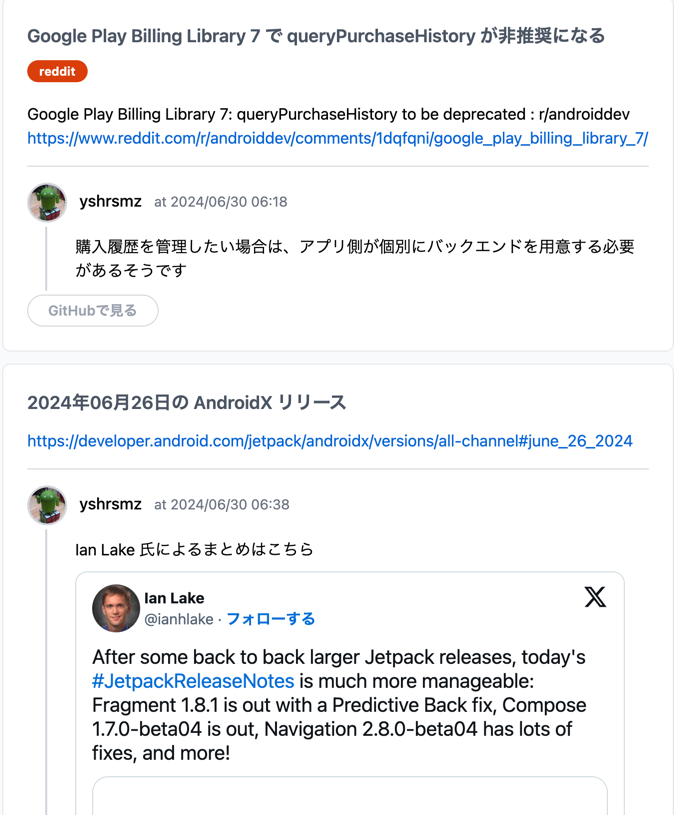 Google Play Billing Library 7 で queryPurchaseHistory が非推奨になる
reddit
Google Play Billing Library 7: queryPurchaseHistory to be deprecated : r/androiddev
https://www.reddit.com/r/androiddev/comments/1dqfqni/google_play_billing_library_7/
yshrsmz at 2024/06/30 06:18
購入履歴を管理したい場合は、アプリ側が個別にバックエンドを用意する必要
があるそうです
GitHubで見る
2024年06月26日の AndroidX リリース
https://developer.android.com/jetpack/androidx/versions/all-channel#june_26_2024
yshrsmz at 2024/06/30 06:38
Ian Lake 氏によるまとめはこちら
Ian Lake
@ianhlake · フォローする
After some back to back larger Jetpack releases, today's
#JetpackReleaseNotes is much more manageable:
Fragment 1.8.1 is out with a Predictive Back fix, Compose
1.7.0-beta04 is out, Navigation 2.8.0-beta04 has lots of
fixes, and more!